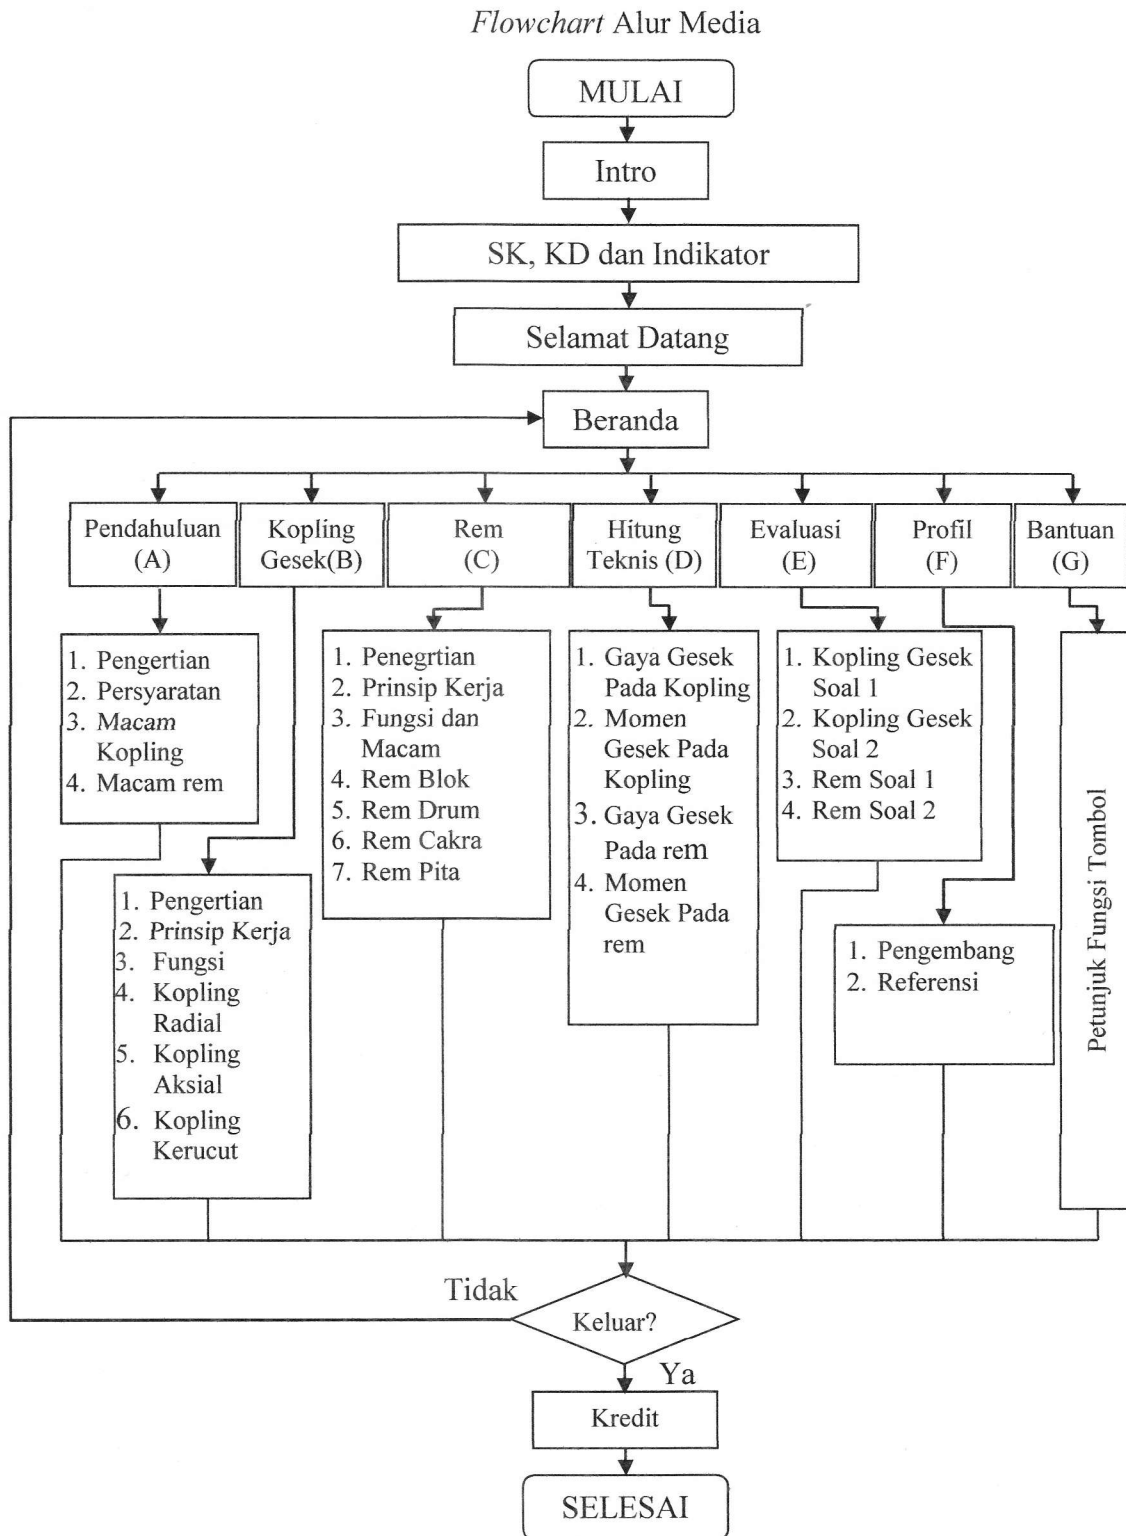 Flowchart Alur Media
MULAI
Intro
SK, KD dan Indikator
Selamat Datang
Beranda
Pendahuluan
(A)
Kopling
Gesek(B)
Rem
(C)
Hitung
Teknis (D)
Evaluasi
(E)
Profil
(F)
Bantuan
(G)
1. Pengertian
2. Persyaratan
3. Macam
Kopling
4. Macam rem
1. Pengertian
2. Prinsip Kerja
3. Fungsi
4. Kopling
Radial
5. Kopling
Aksial
6. Kopling
Kerucut
1. Penegrtian
2. Prinsip Kerja
3. Fungsi dan
Macam
4. Rem Blok
5. Rem Drum
6. Rem Cakra
7. Rem Pita
1. Gaya Gesek
Pada Kopling
2. Momen
Gesek Pada
Kopling
3. Gaya Gesek
Pada rem
4. Momen
Gesek Pada
rem
1. Kopling Gesek
Soal 1
2. Kopling Gesek
Soal 2
3. Rem Soal 1
4. Rem Soal 2
1. Pengembang
2. Referensi
Petunjuk Fungsi Tombol
Tidak
Keluar?
Ya
Kredit
SELESAI